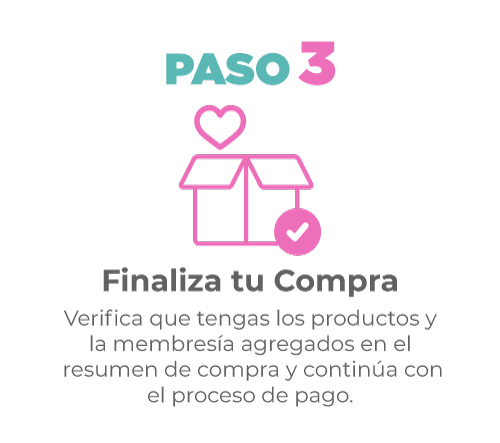 PASO 3
Finaliza tu Compra
Verifica que tengas los productos y
la membresía agregados en el
resumen de compra y continúa con
el proceso de pago.